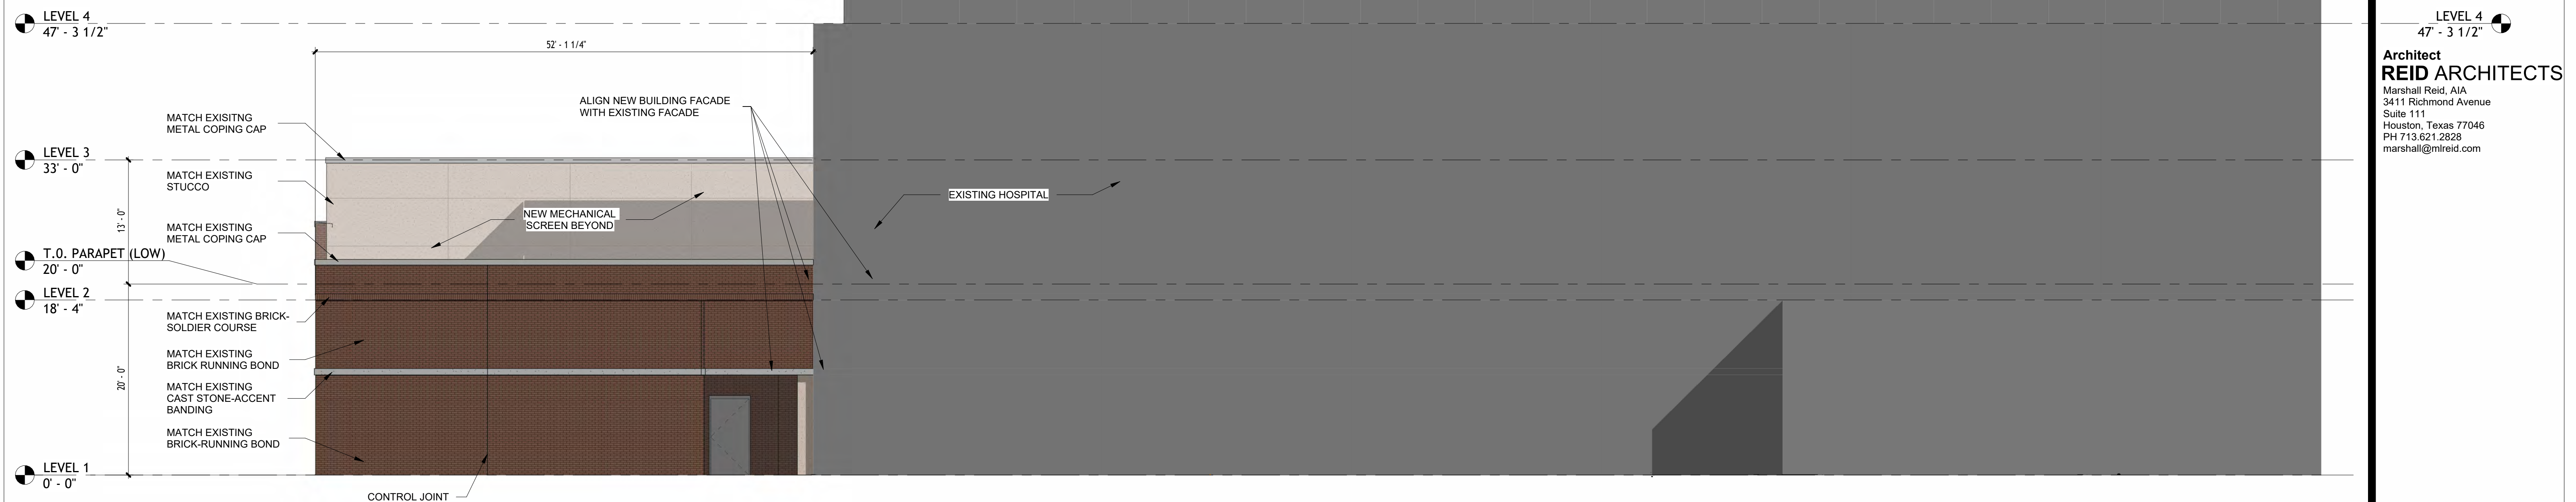 LEVEL 4
47' - 3 1/2"
52' - 1 1/4"
ALIGN NEW BUILDING FACADE
WITH EXISTING FACADE
MATCH EXISITNG
METAL COPING CAP
LEVEL 3
33' - 0"
MATCH EXISTING
STUCCO
EXISTING HOSPITAL
NEW MECHANICAL
SCREEN BEYOND
13' - 0"
MATCH EXISTING
METAL COPING CAP
T.0. PARAPET (LOW)
20' - 0"
LEVEL 2
18' - 4"
MATCH EXISTING BRICK-
SOLDIER COURSE
MATCH EXISTING
BRICK RUNNING BOND
20' - 0"
MATCH EXISTING
CAST STONE-ACCENT
BANDING
MATCH EXISTING
BRICK-RUNNING BOND
LEVEL 1
0' - 0"
CONTROL JOINT
LEVEL 4
47' - 3 1/2"
Architect
REID ARCHITECTS
Marshall Reid, AIA
3411 Richmond Avenue
Suite 111
Houston, Texas 77046
PH 713.621.2828
marshall@mlreid.com